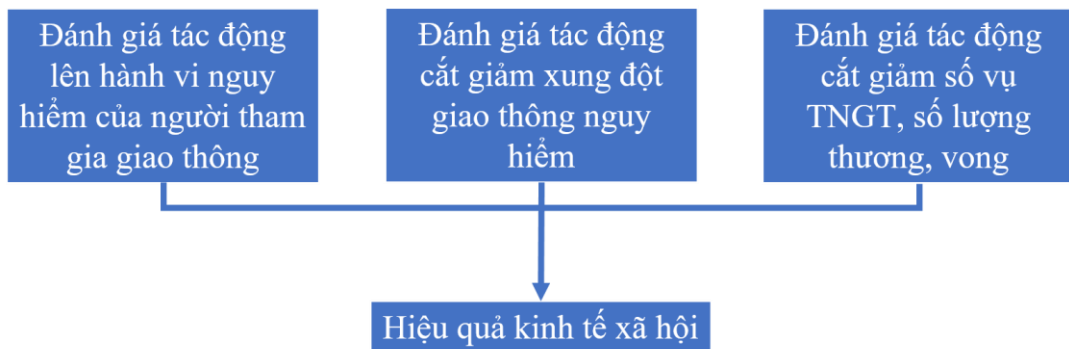 Đánh giá tác động
lên hành vi nguy
hiểm của người tham
gia giao thông
Đánh giá tác động
cắt giảm xung đột
giao thông nguy
hiểm
Đánh giá tác động
cắt giảm số vụ
TNGT, số lượng
thương, vong
Hiệu quả kinh tế xã hội